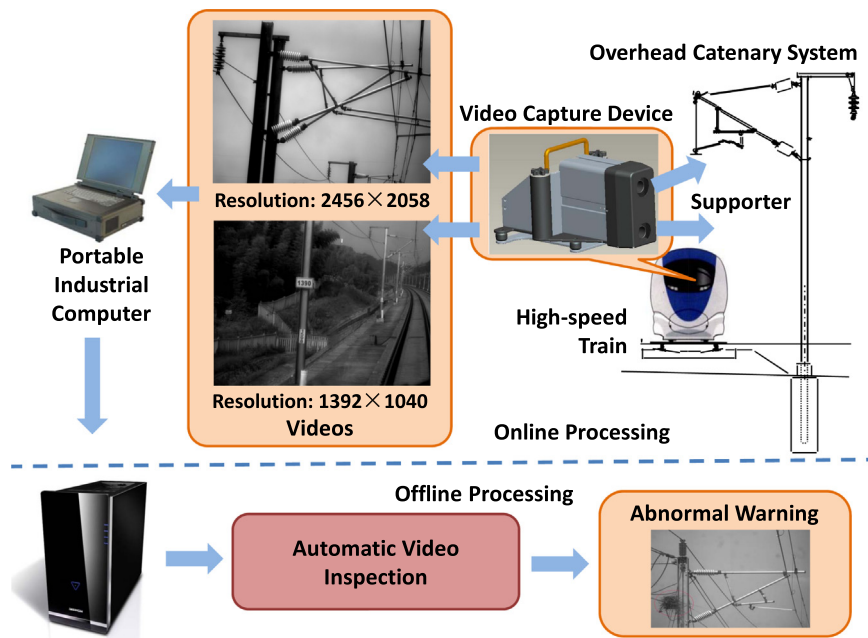 Overhead Catenary System
Video Capture Device
Resolution: 2456×2058
Supporter
Portable
Industrial
Computer
1398
High-speed
Train
Resolution: 1392×1040
Videos
Online Processing
Offline Processing
Automatic Video
Inspection
Abnormal Warning